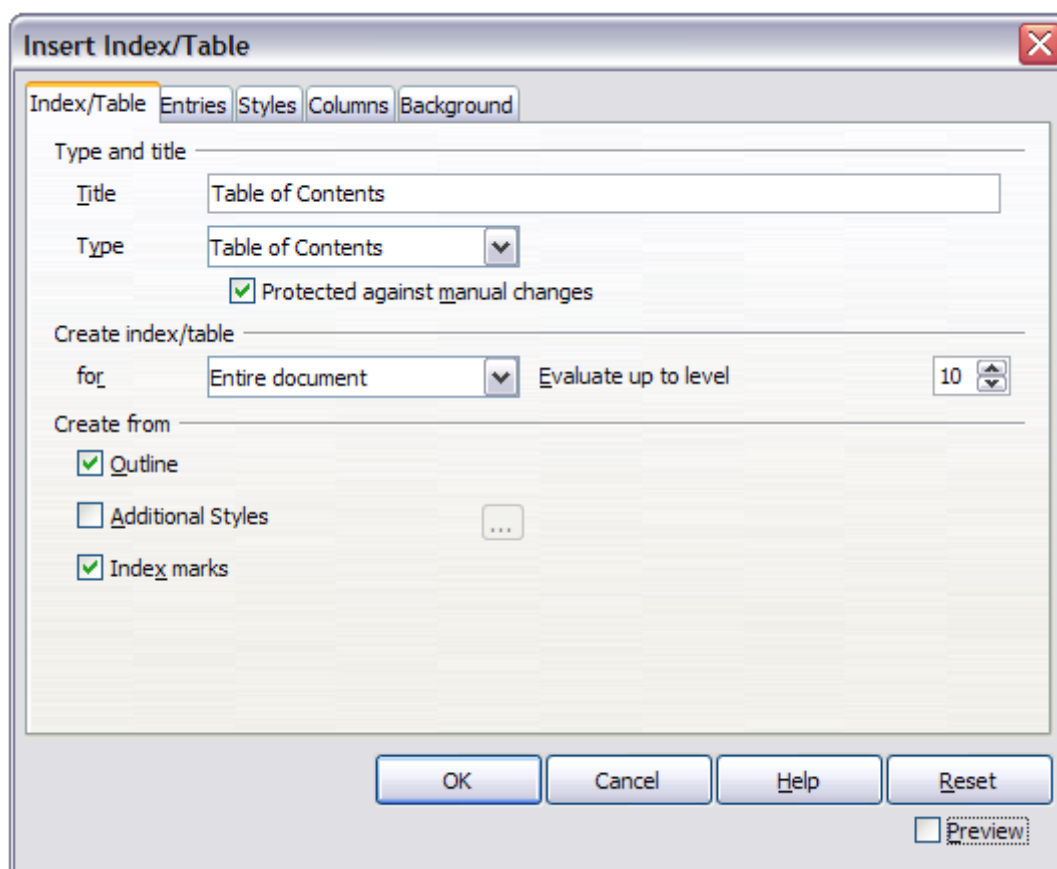 Insert Index/Table
Index/Table Entries Styles Columns Background
Type and title
Title Table of Contents
Type Table of Contents
Protected against manual changes
Create index/table
for Entire document Evaluate up to level 10
Create from
Outline
Additional Styles ...
Index marks
OK Cancel Help Reset
Preview